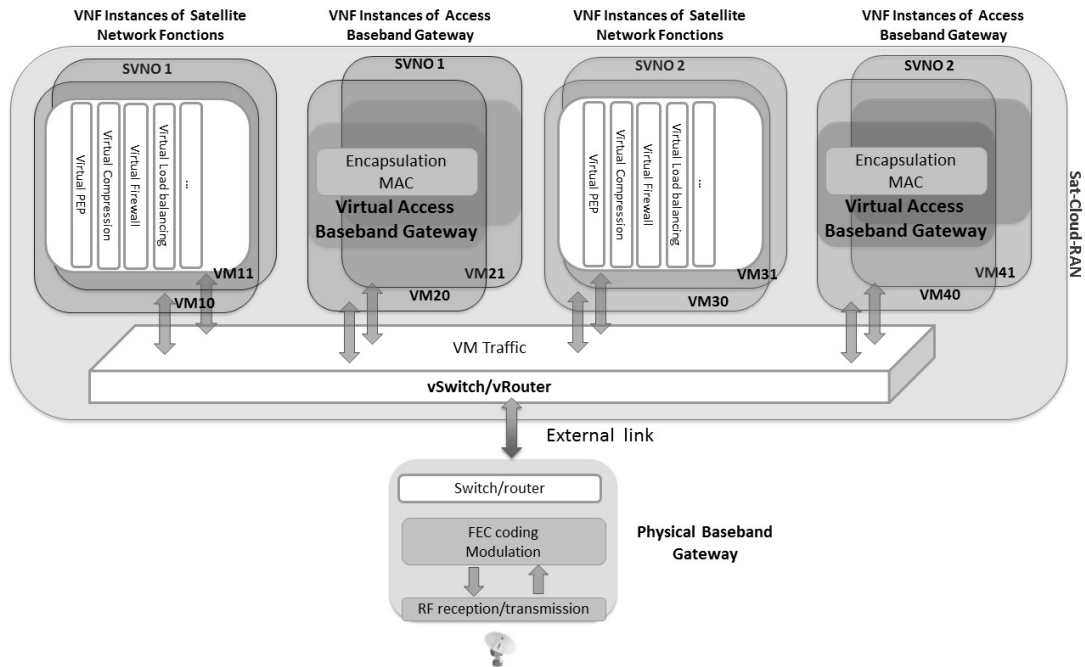 VNF Instances of Satellite
Network Fonctions
VNF Instances of Access
Baseband Gateway
VNF Instances of Satellite
Network Fonctions
VNF Instances of Access
Baseband Gateway
SVNO 1
Virtual PEP
Virtual Compression
Virtual Firewall
Virtual Load balancing
...
VM11
VM10
SVNO 1
Encapsulation
MAC
Virtual Access
Baseband Gateway
VM21
VM20
SVNO 2
Virtual PEP
Virtual Compression
Virtual Firewall
Virtual Load balancing
...
VM31
VM30
SVNO 2
Encapsulation
MAC
Virtual Access
Baseband Gateway
VM41
VM40
Sat-Cloud-RAN
VM Traffic
vSwitch/vRouter
External link
Switch/router
FEC coding
Modulation
RF reception/transmission
Physical Baseband
Gateway